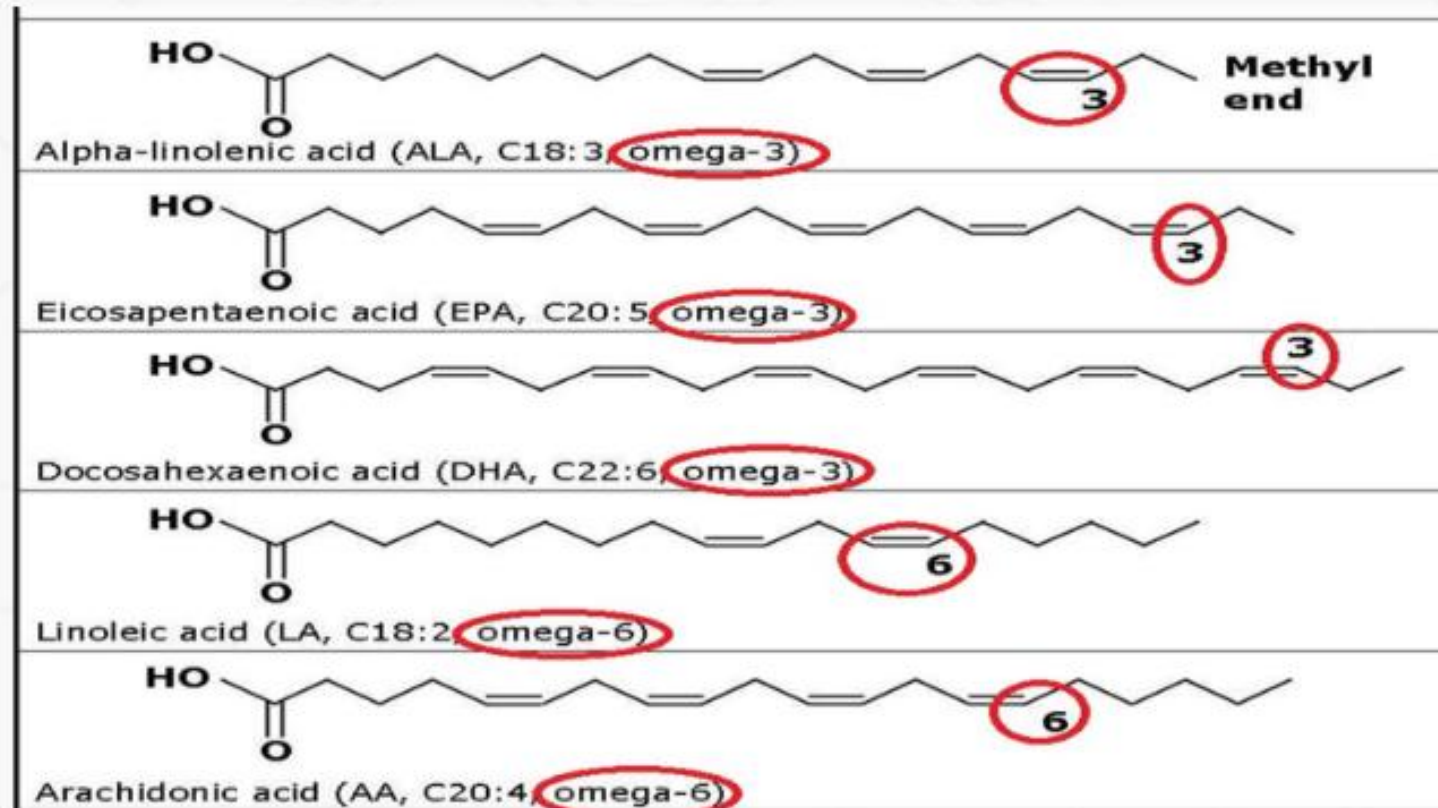 HO
O
3
Methyl
end
Alpha-linolenic acid (ALA, C18:3, omega-3)
HO
O
3
Eicosapentaenoic acid (EPA, C20:5, omega-3)
HO
O
3
Docosahexaenoic acid (DHA, C22:6, omega-3)
HO
O
6
Linoleic acid (LA, C18:2, omega-6)
HO
O
6
Arachidonic acid (AA, C20:4, omega-6)